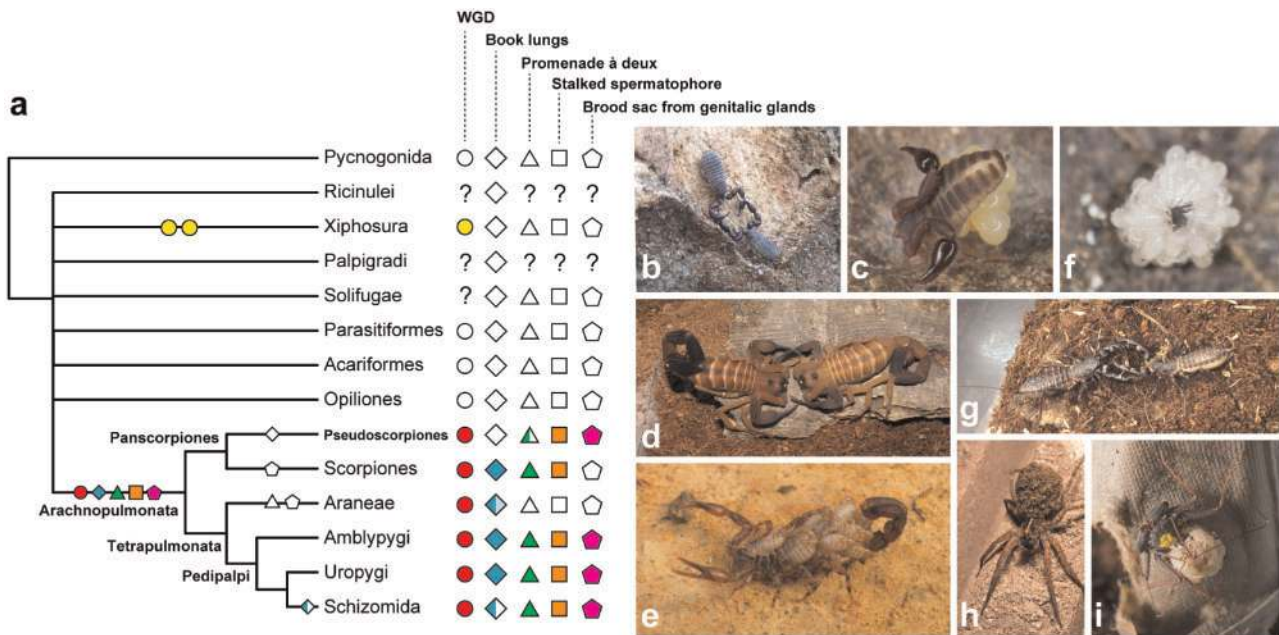 WGD
Book lungs
Promenade à deux
Stalked spermatophore
Brood sac from genitalic glands
a
Pycnogonida
Ricinulei ? ? ? ?
Xiphosura
Palpigradi ? ? ? ?
Solifugae ?
Parasitiformes
Acariformes
Opiliones
Panscorpiones
Pseudoscorpiones
Scorpiones
Arachnopulmonata
Araneae
Tetrapulmonata
Amblypygi
Pedipalpi
Uropygi
Schizomida
b
c
f
d
g
e
h
i